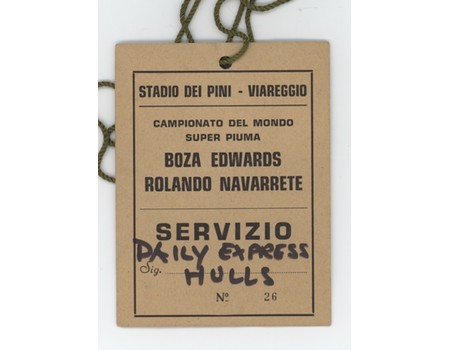 STADIO DEI PINI - VIAREGGIO
CAMPIONATO DEL MONDO
SUPER PIUMA
BOZA EDWARDS
ROLANDO NAVARRETE
SERVIZIO
DAILY EXPRESS
Sig. HULLS
Nº 26